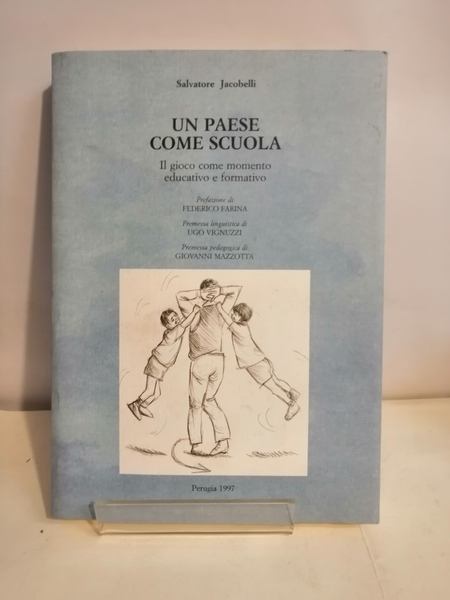 Salvatore Jacobelli
UN PAESE
COME SCUOLA
Il gioco come momento
educativo e formativo
Prefazione di
FEDERICO FARINA
Premessa linguistica di
UGO VIGNUZZI
Premessa pedagogica di
GIOVANNI MAZZOTTA
Perugia 1997